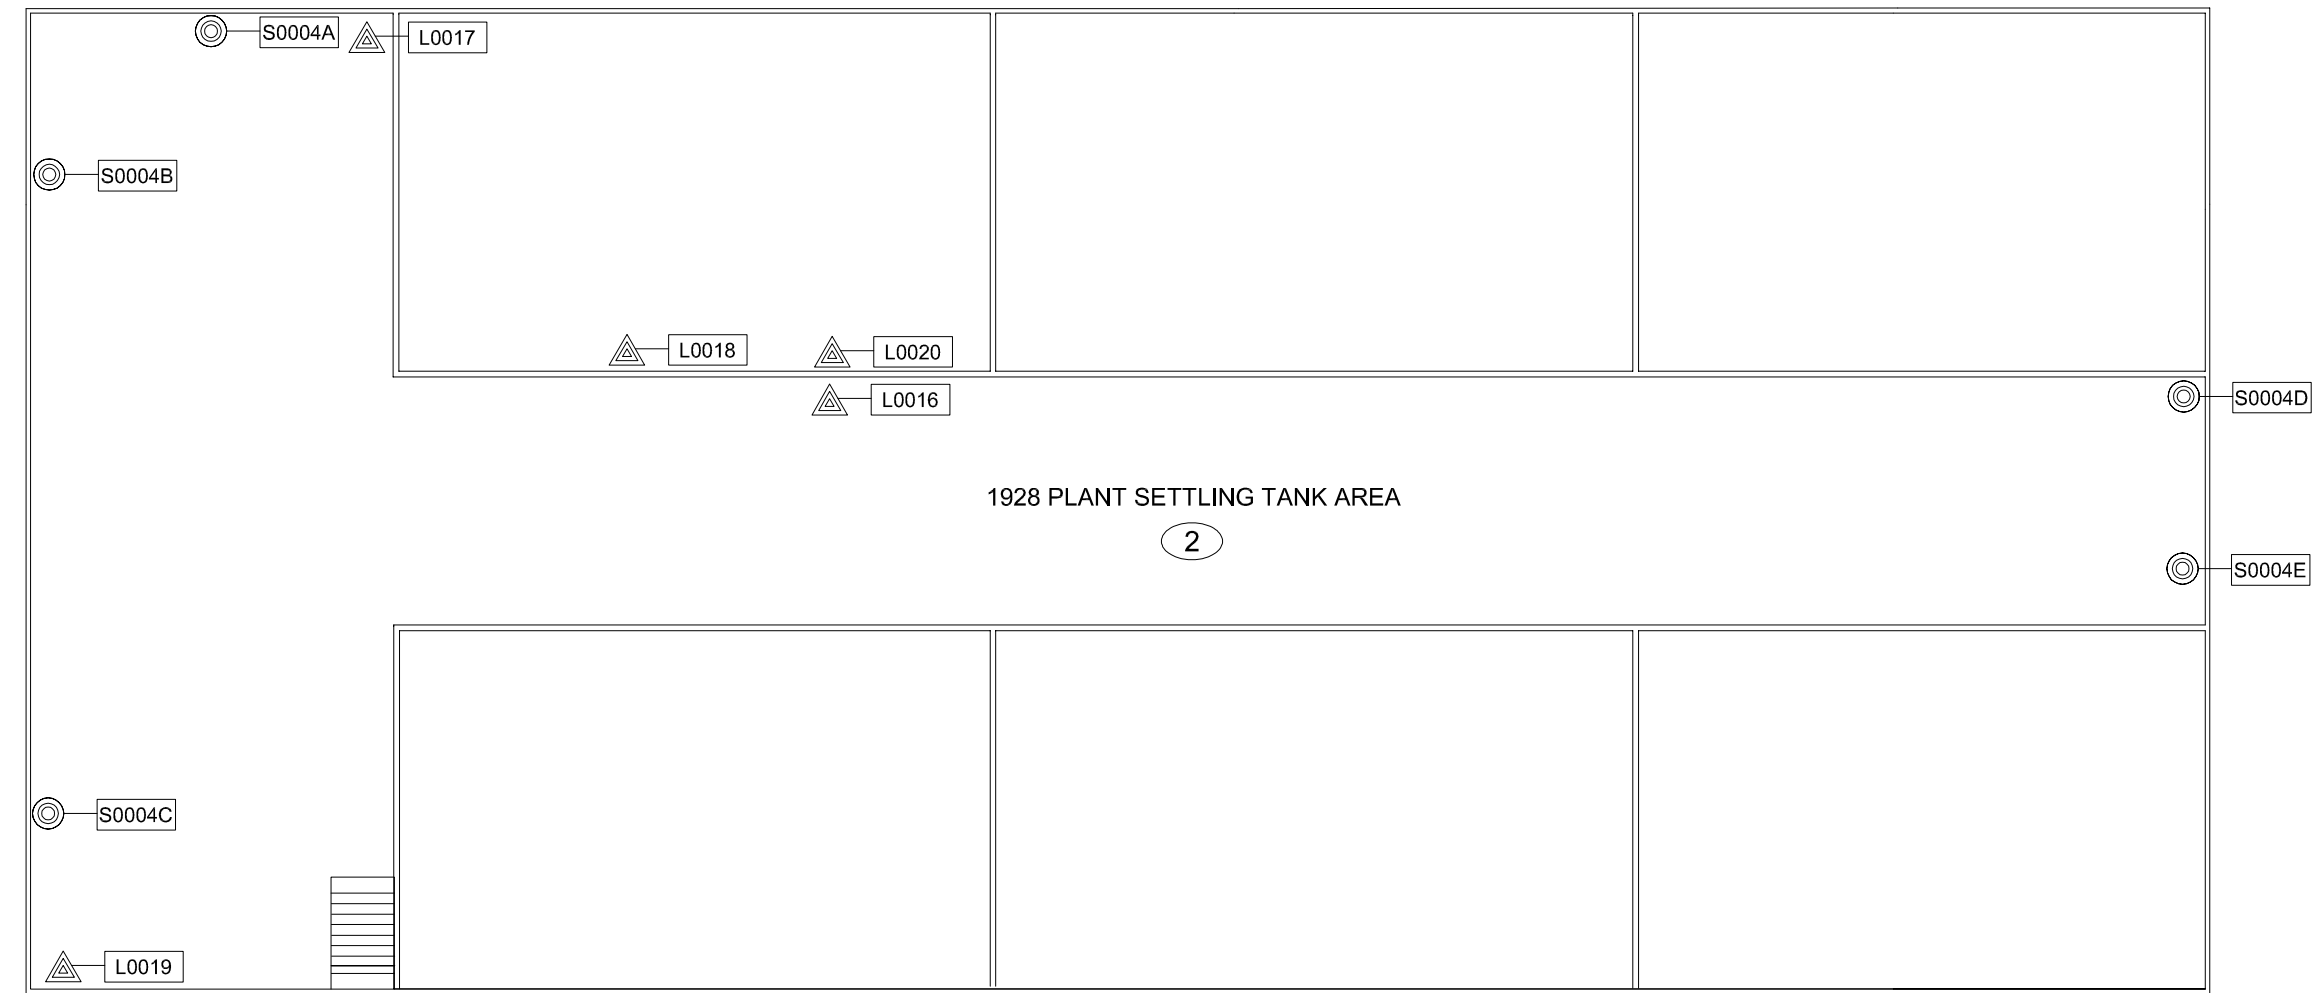 S0004A
L0017
S0004B
L0018
L0020
L0016
S0004D
1928 PLANT SETTLING TANK AREA
2
S0004E
S0004C
L0019